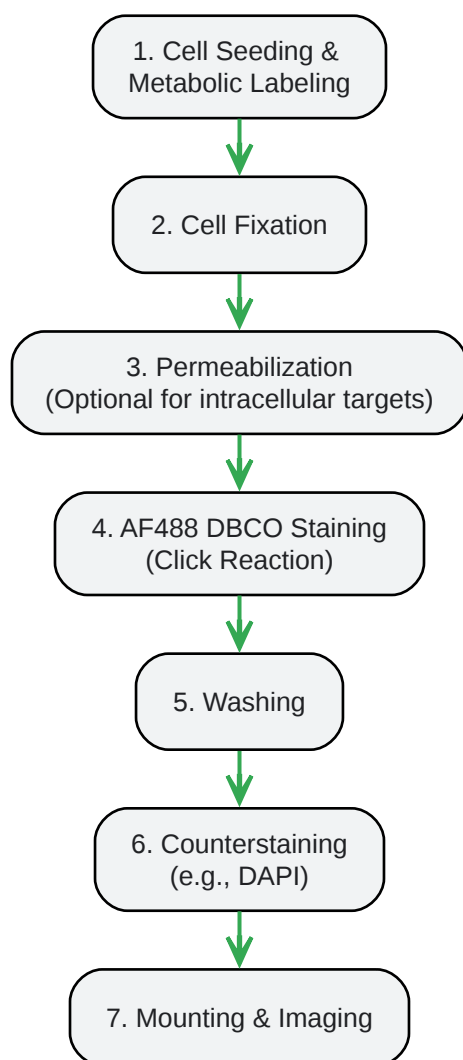 1. Cell Seeding &
Metabolic Labeling
2. Cell Fixation
3. Permeabilization
(Optional for intracellular targets)
4. AF488 DBCO Staining
(Click Reaction)
5. Washing
6. Counterstaining
(e.g., DAPI)
7. Mounting & Imaging